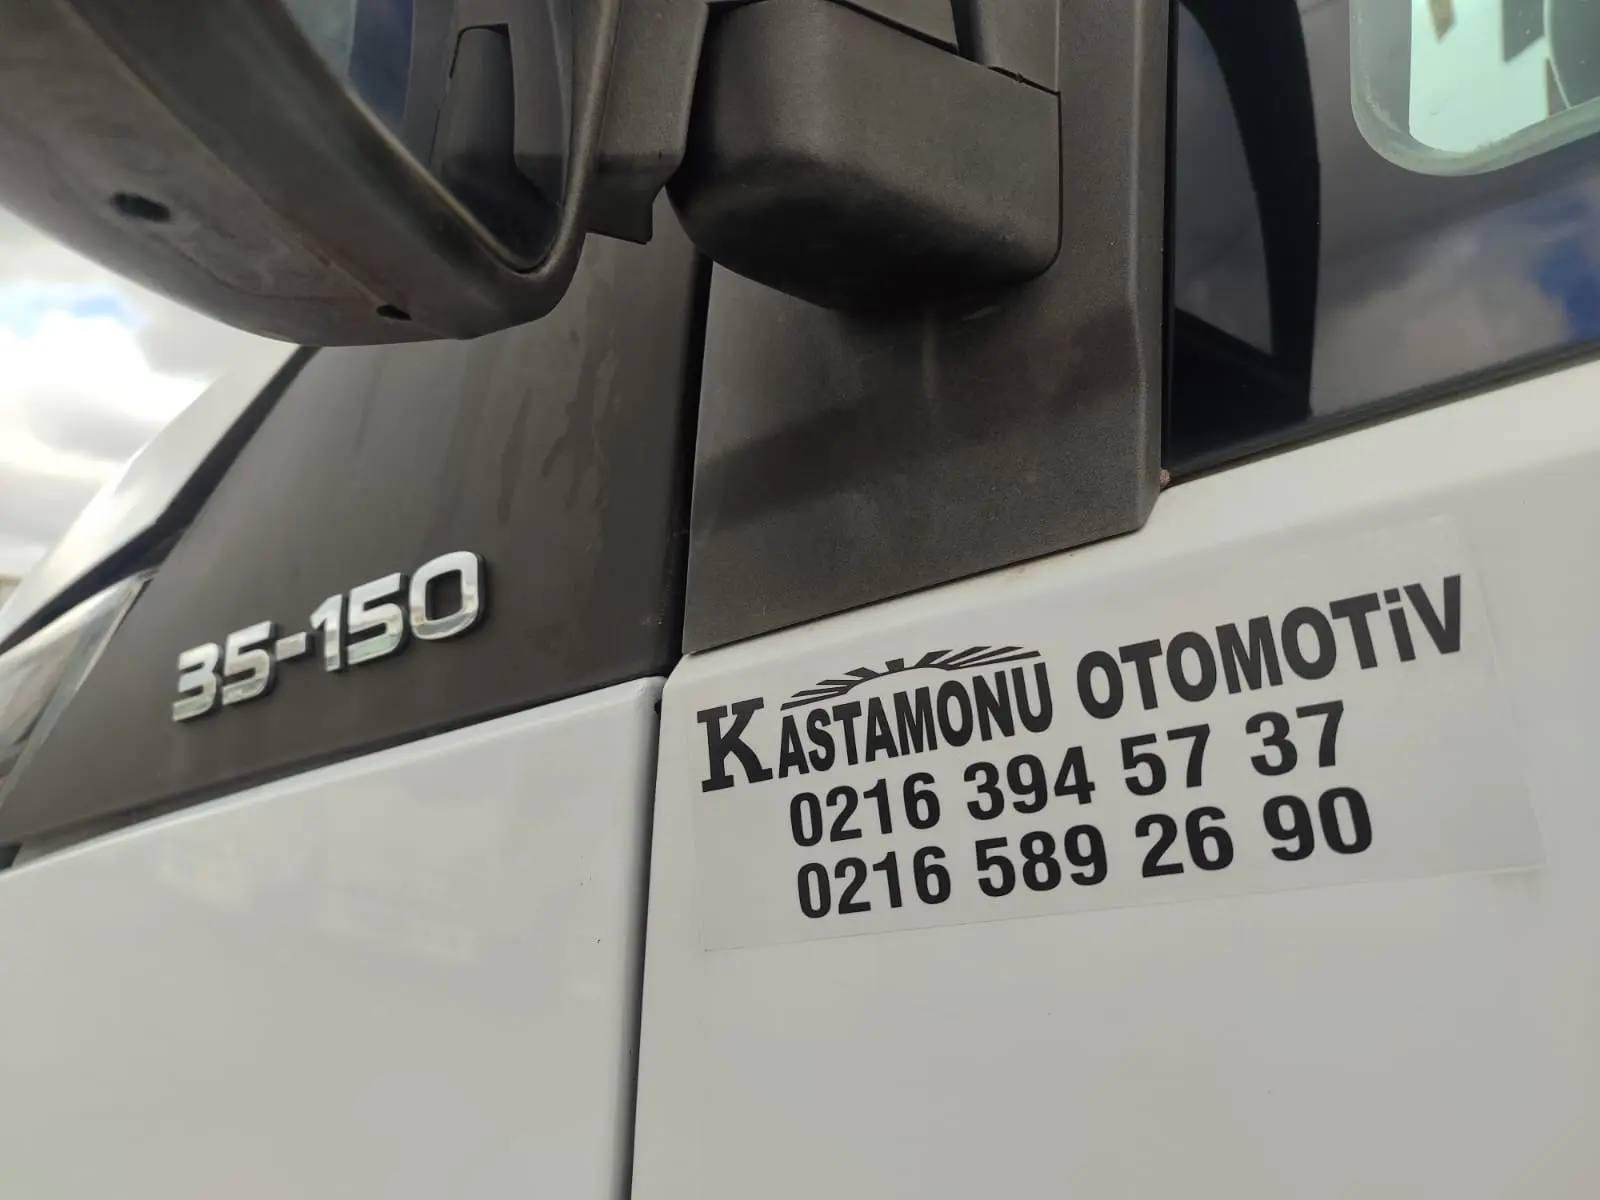 35-150
KASTAMONU OTOMOTiV
0216 394 57 37
0216 589 26 90